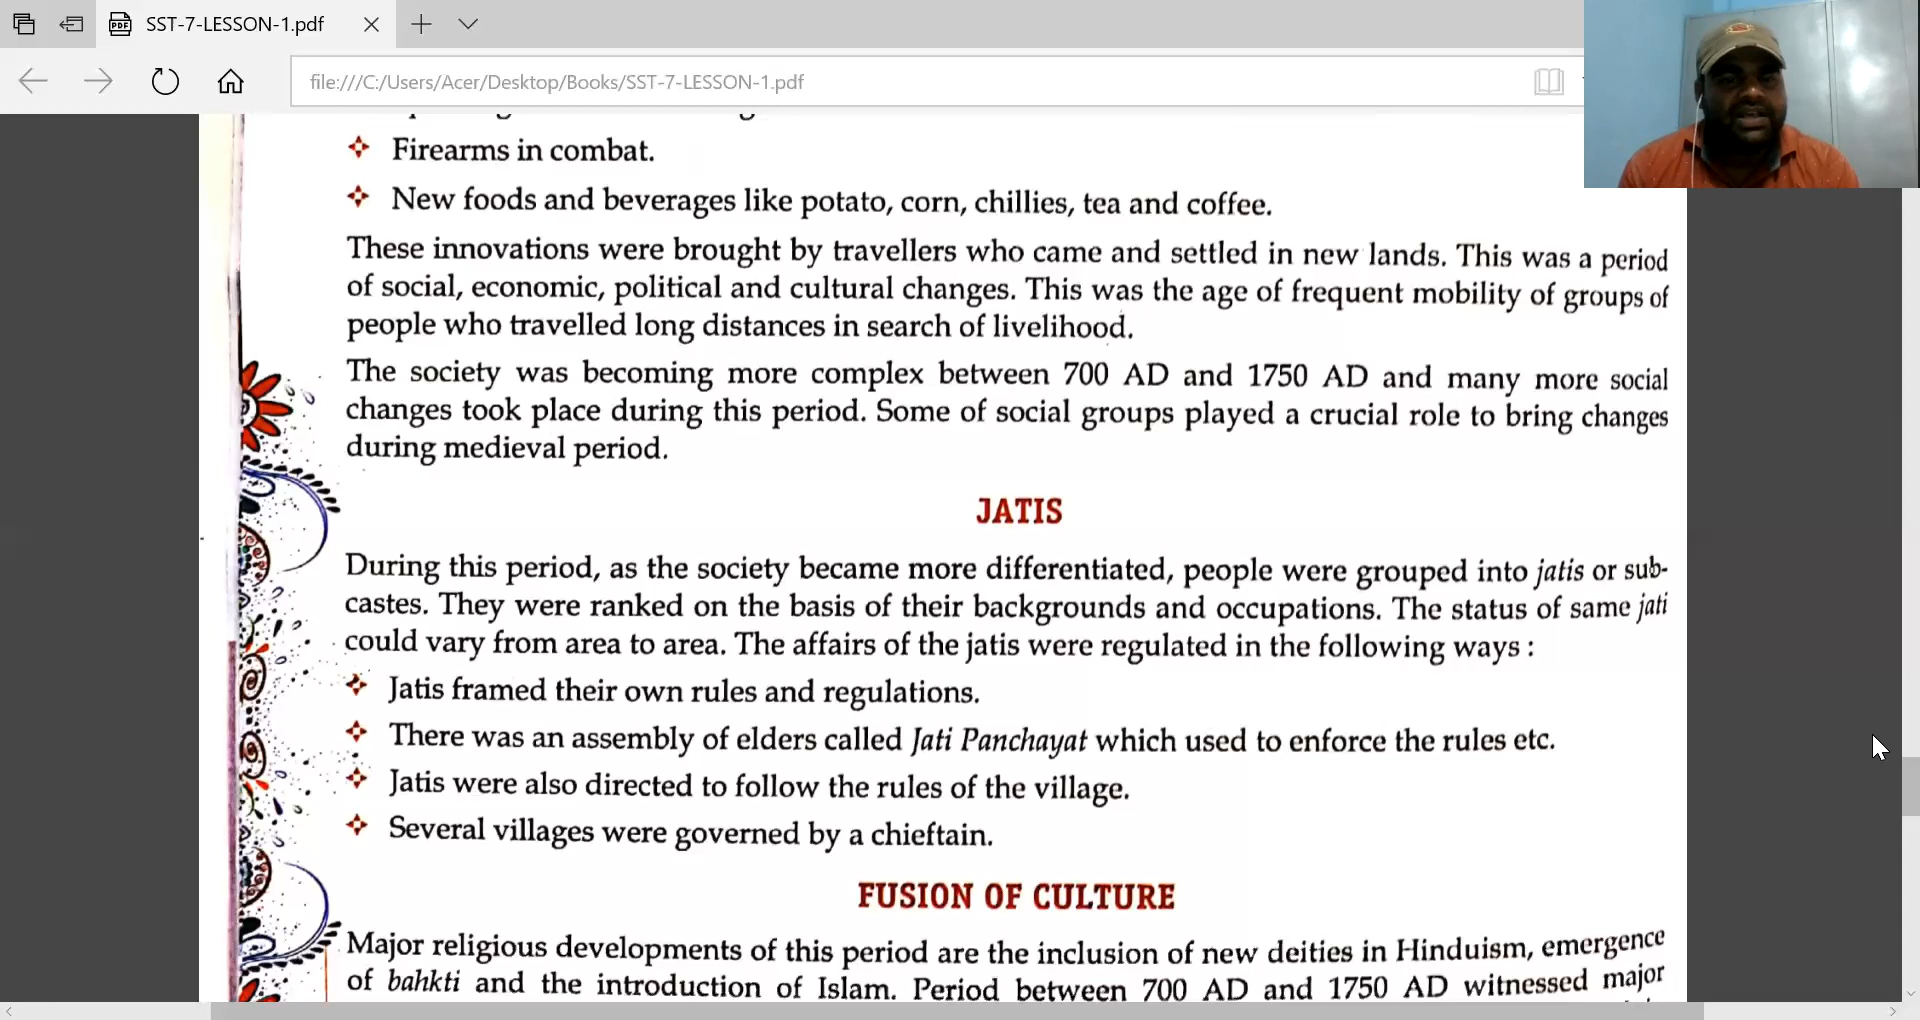 SST-7-LESSON-1.pdf
file:///C:/Users/Acer/Desktop/Books/SST-7-LESSON-1.pdf
Firearms in combat.
New foods and beverages like potato, corn, chillies, tea and coffee.
These innovations were brought by travellers who came and settled in new lands. This was a period
of social, economic, political and cultural changes. This was the age of frequent mobility of groups of
people who travelled long distances in search of livelihood.
The society was becoming more complex between 700 AD and 1750 AD and many more social
changes took place during this period. Some of social groups played a crucial role to bring changes
during medieval period.
JATIS
During this period, as the society became more differentiated, people were grouped into jatis or sub-
castes. They were ranked on the basis of their backgrounds and occupations. The status of same jati
could vary from area to area. The affairs of the jatis were regulated in the following ways :
Jatis framed their own rules and regulations.
There was an assembly of elders called Jati Panchayat which used to enforce the rules etc.
Jatis were also directed to follow the rules of the village.
Several villages were governed by a chieftain.
FUSION OF CULTURE
Major religious developments of this period are the inclusion of new deities in Hinduism, emergence
of bahkti and the introduction of Islam. Period between 700 AD and 1750 AD witnessed major